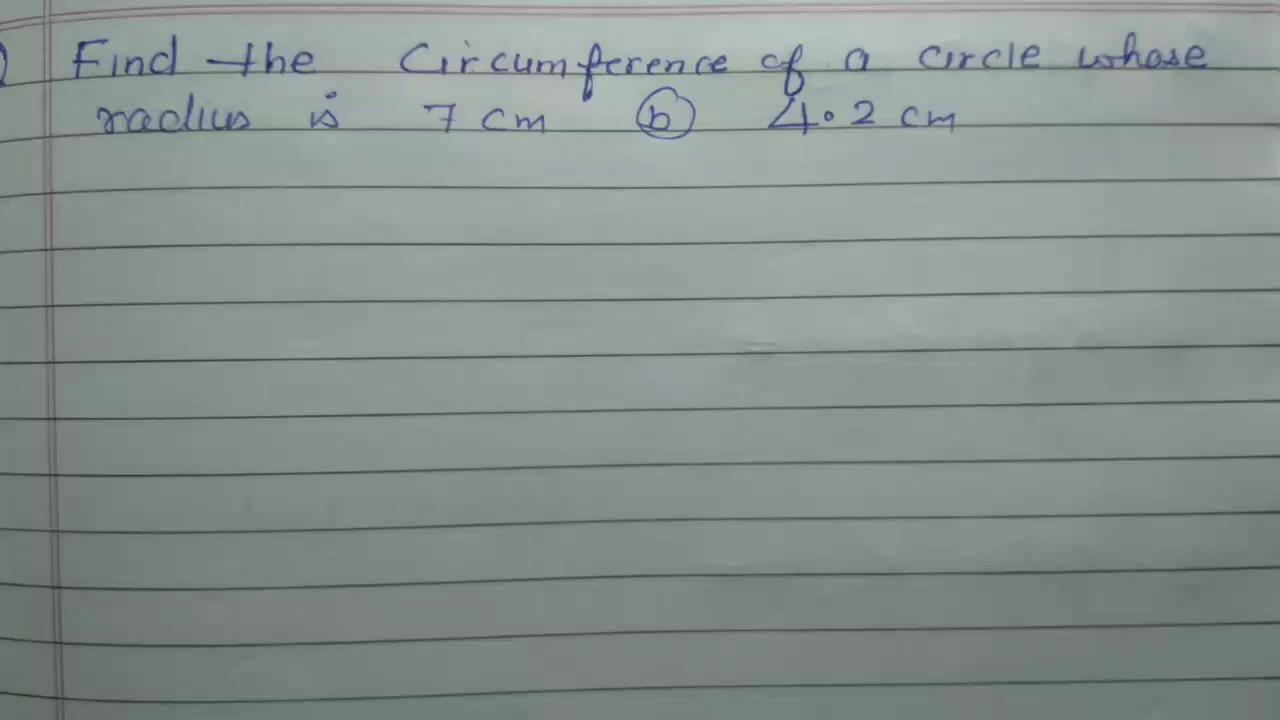 ) Find the Circumference of a circle whose
radius is 7 cm (b) 4.2 cm